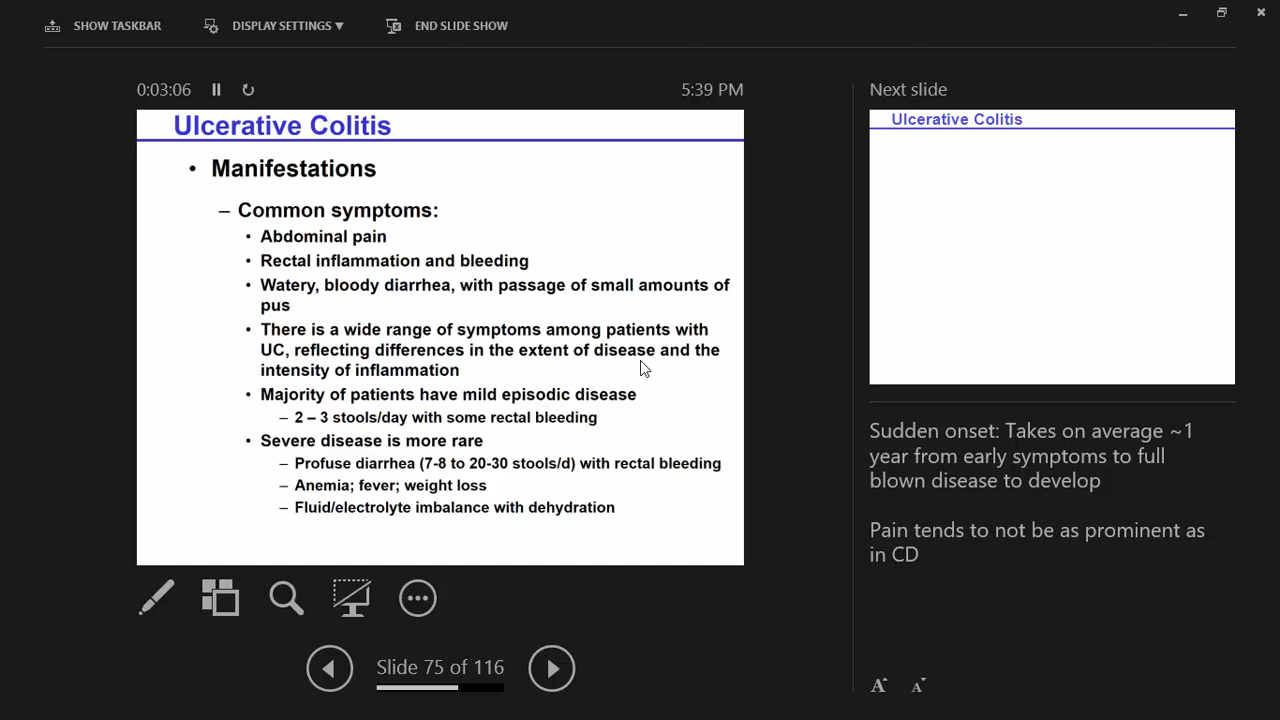 SHOW TASKBAR
DISPLAY SETTINGS ▼
END SLIDE SHOW
0:03:06
5:39 PM
Ulcerative Colitis
• Manifestations
– Common symptoms:
• Abdominal pain
• Rectal inflammation and bleeding
• Watery, bloody diarrhea, with passage of small amounts of
pus
• There is a wide range of symptoms among patients with
UC, reflecting differences in the extent of disease and the
intensity of inflammation
• Majority of patients have mild episodic disease
– 2 – 3 stools/day with some rectal bleeding
• Severe disease is more rare
– Profuse diarrhea (7-8 to 20-30 stools/d) with rectal bleeding
– Anemia; fever; weight loss
– Fluid/electrolyte imbalance with dehydration
Slide 75 of 116
Next slide
Ulcerative Colitis
Sudden onset: Takes on average ~1
year from early symptoms to full
blown disease to develop
Pain tends to not be as prominent as
in CD
A A